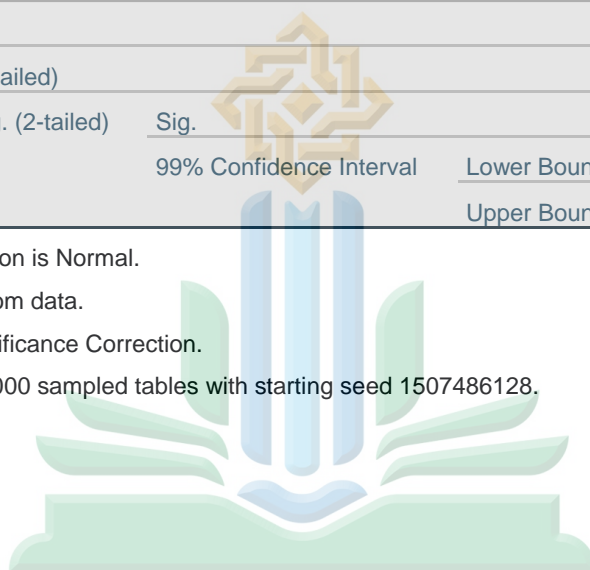 ailed)
. (2-tailed) Sig.
99% Confidence Interval Lower Boun
Upper Boun
on is Normal.
om data.
ificance Correction.
000 sampled tables with starting seed 1507486128.